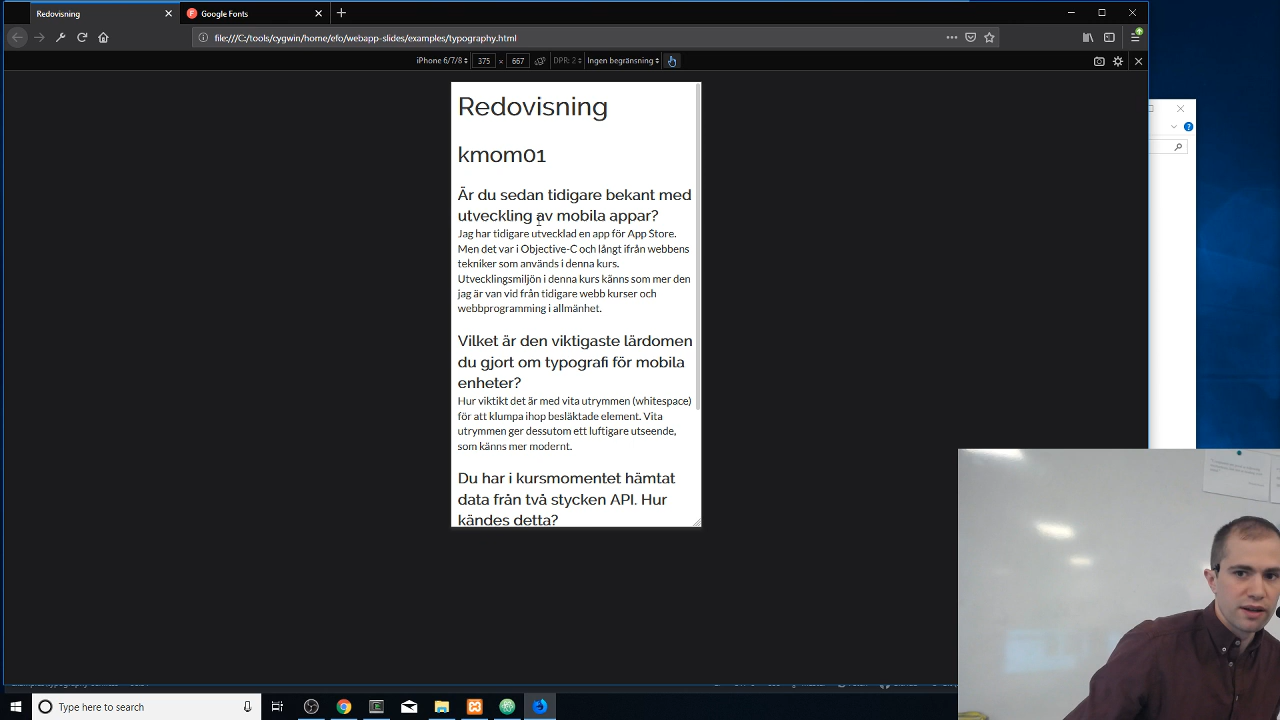 Redovisning
Google Fonts
file:///C:/tools/cygwin/home/efo/webapp-slides/examples/typography.html
iPhone 6/7/8
375 × 667
DPR: 2
Ingen begränsning
Redovisning
kmom01
Är du sedan tidigare bekant med
utveckling av mobila appar?
Jag har tidigare utvecklad en app för App Store.
Men det var i Objective-C och långt ifrån webbens
tekniker som används i denna kurs.
Utvecklingsmiljön i denna kurs känns som mer den
jag är van vid från tidigare webb kurser och
webbprogramming i allmänhet.
Vilket är den viktigaste lärdomen
du gjort om typografi för mobila
enheter?
Hur viktikt det är med vita utrymmen (whitespace)
för att klumpa ihop besläktade element. Vita
utrymmen ger dessutom ett luftigare utseende,
som känns mer modernt.
Du har i kursmomentet hämtat
data från två stycken API. Hur
kändes detta?
Type here to search